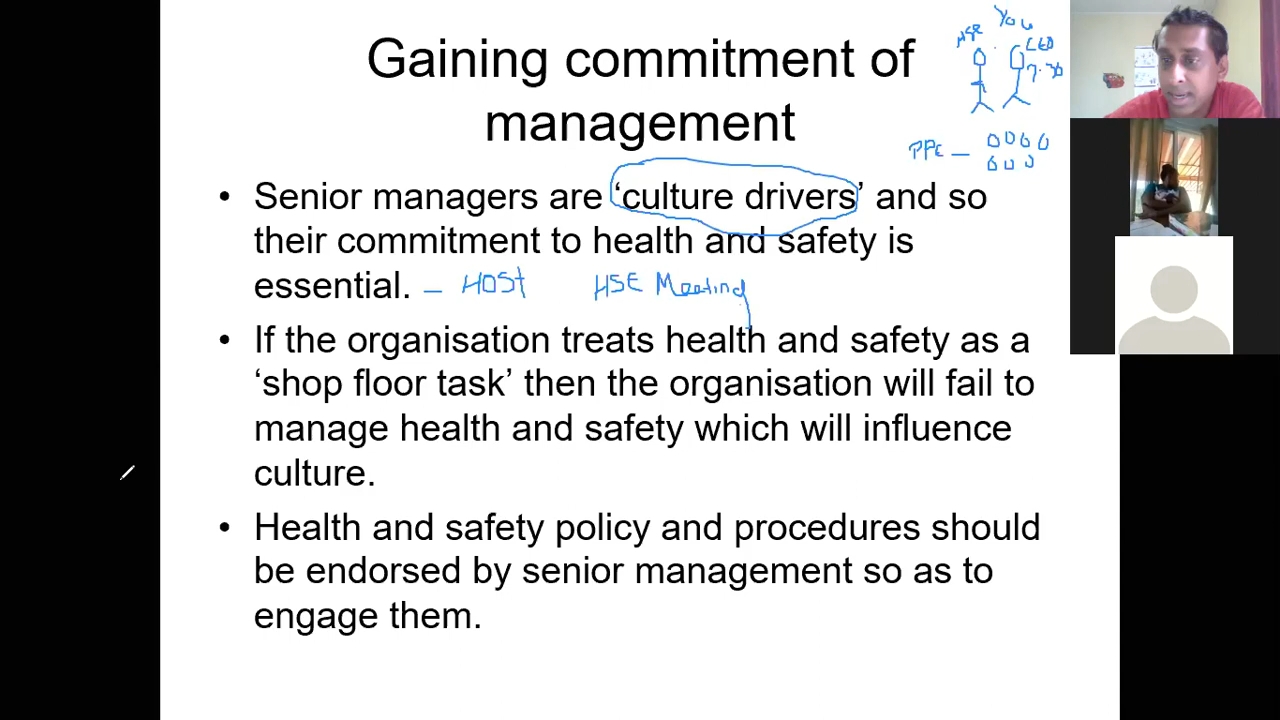 Gaining commitment of
management
HSE You
CEO
7.30
PPE –
• Senior managers are ‘culture drivers’ and so
their commitment to health and safety is
essential. – HOSt HSE Meeting
• If the organisation treats health and safety as a
‘shop floor task’ then the organisation will fail to
manage health and safety which will influence
culture.
• Health and safety policy and procedures should
be endorsed by senior management so as to
engage them.